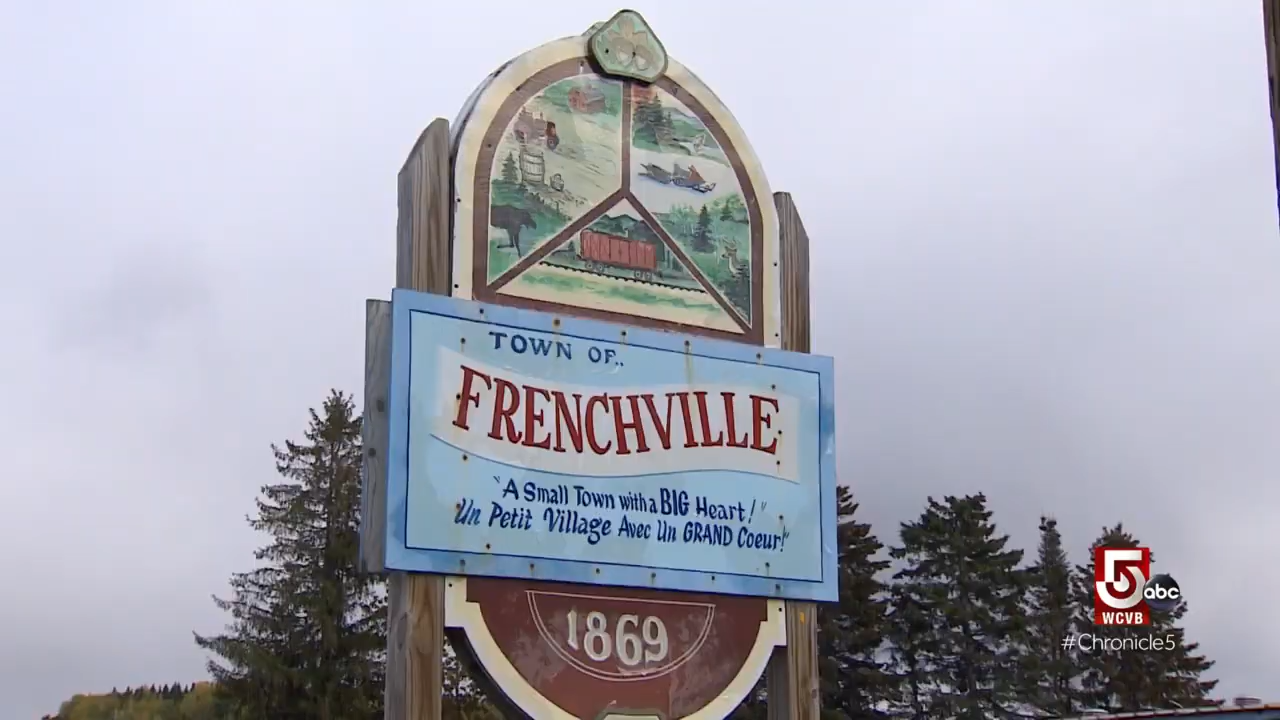 TOWN OF..
FRENCHVILLE
"A Small Town with a BIG Heart!"
Un Petit Village Avec Un GRAND Coeur!"
1869
5 abc
WCVB
#Chronicle5